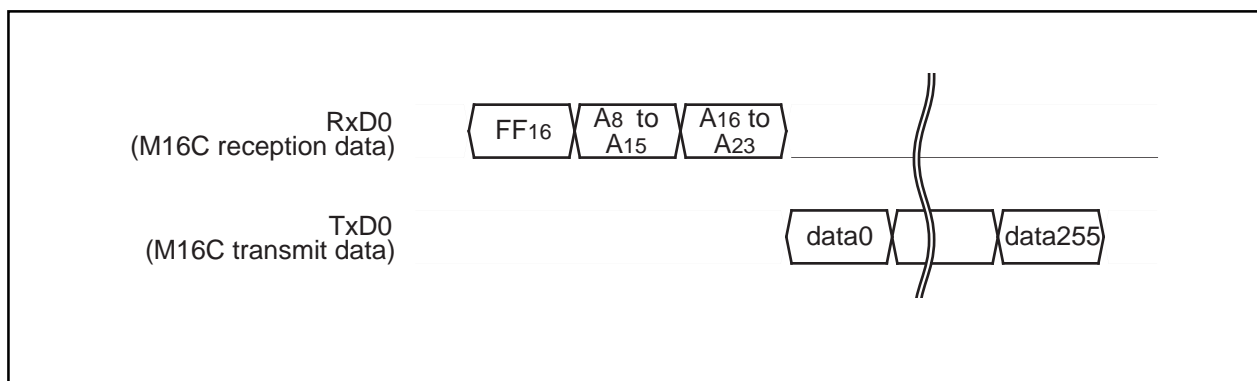 RxD0
(M16C reception data)
FF16
A8 to
A15
A16 to
A23
TxD0
(M16C transmit data)
data0
data255